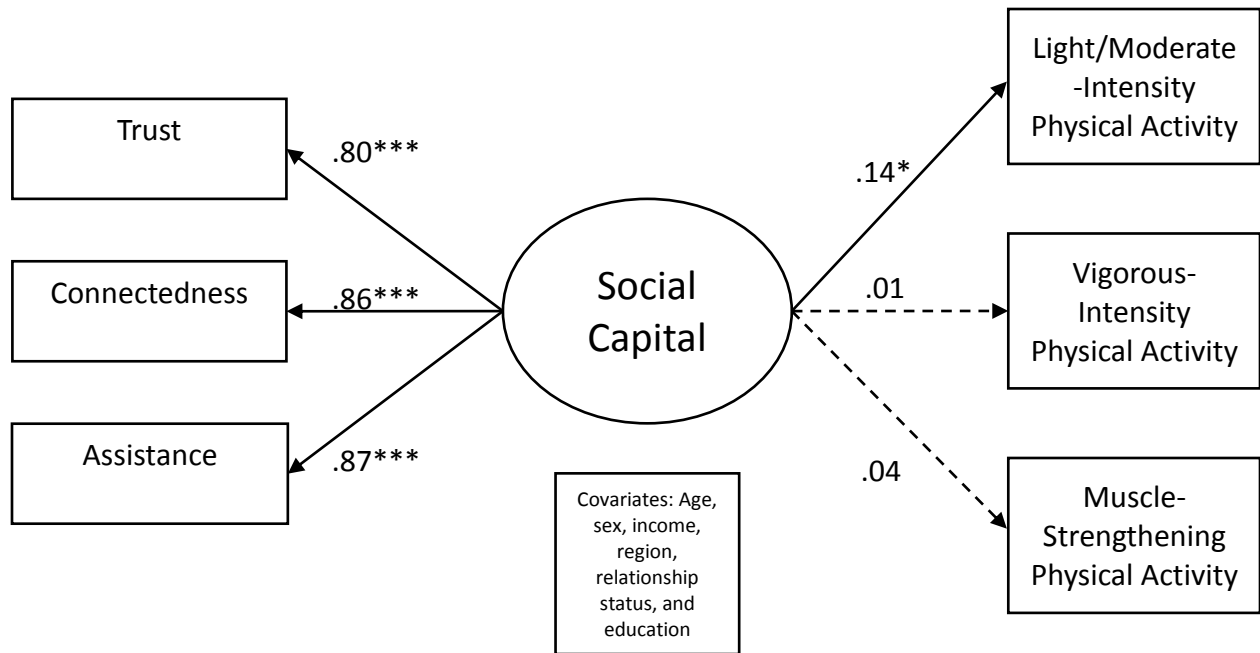 Trust
Connectedness
Assistance
.80***
.86***
.87***
Social
Capital
Covariates: Age,
sex, income,
region,
relationship
status, and
education
.14*
.01
.04
Light/Moderate
-Intensity
Physical Activity
Vigorous-
Intensity
Physical Activity
Muscle-
Strengthening
Physical Activity